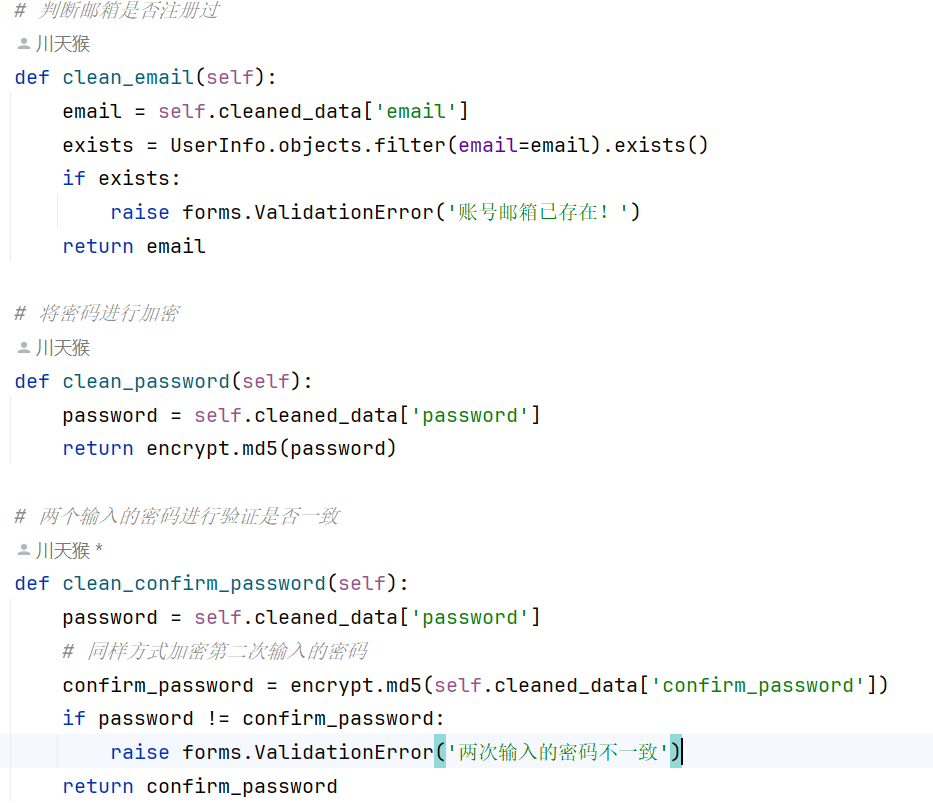 # 判断邮箱是否注册过
川天猴
def clean_email(self):
    email = self.cleaned_data['email']
    exists = UserInfo.objects.filter(email=email).exists()
    if exists:
        raise forms.ValidationError('账号邮箱已存在！')
    return email
# 将密码进行加密
川天猴
def clean_password(self):
    password = self.cleaned_data['password']
    return encrypt.md5(password)
# 两个输入的密码进行验证是否一致
川天猴 *
def clean_confirm_password(self):
    password = self.cleaned_data['password']
    # 同样方式加密第二次输入的密码
    confirm_password = encrypt.md5(self.cleaned_data['confirm_password'])
    if password != confirm_password:
        raise forms.ValidationError('两次输入的密码不一致')
    return confirm_password